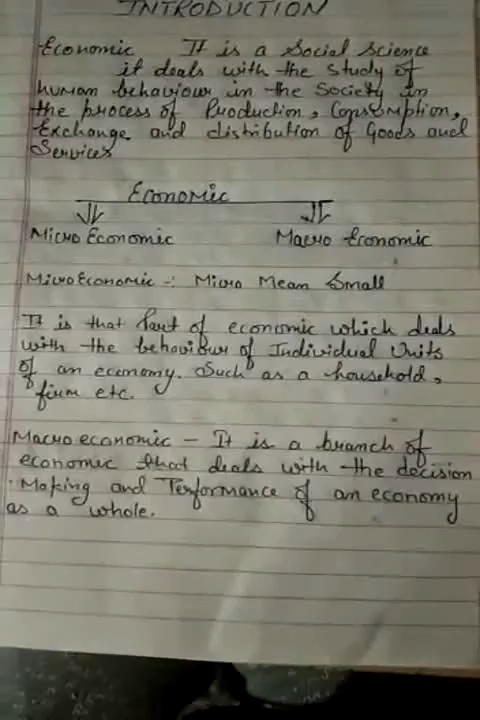 INTRODUCTION
Economic It is a Social Science
it deals with the study of
human behaviour in the Society in
the process of Production, Consumption,
Exchange and distribution of Goods and
Services
Economic
Micro Economic Macro Economic
MicroEconomic -: Micro Mean Small
It is that Part of economic which deals
with the behaviour of Individual Units
of an economy. Such as a household,
firm etc.
Macro economic - It is a branch of
economic that deals with the decision
Making and Performance of an economy
as a whole.